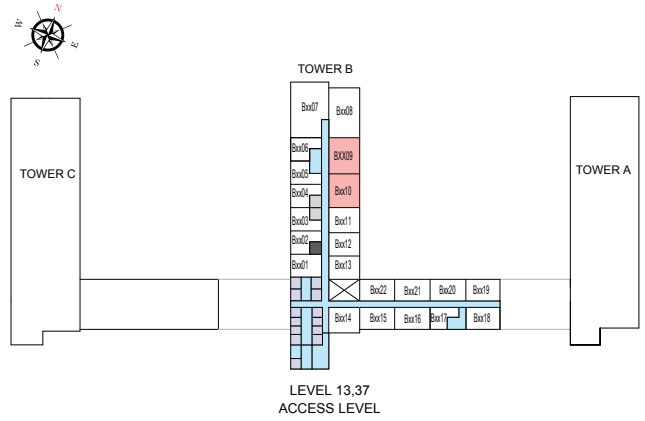 N
W
E
S
TOWER B
Bxx07
Bxx08
Bxx06
BXX09
Bxx05
TOWER C
TOWER A
Bxx04
Bxx10
Bxx03
Bxx11
Bxx02
Bxx12
Bxx01
Bxx13
Bxx22
Bxx21
Bxx20
Bxx19
Bxx14
Bxx15
Bxx16
Bxx17
Bxx18
LEVEL 13,37
ACCESS LEVEL